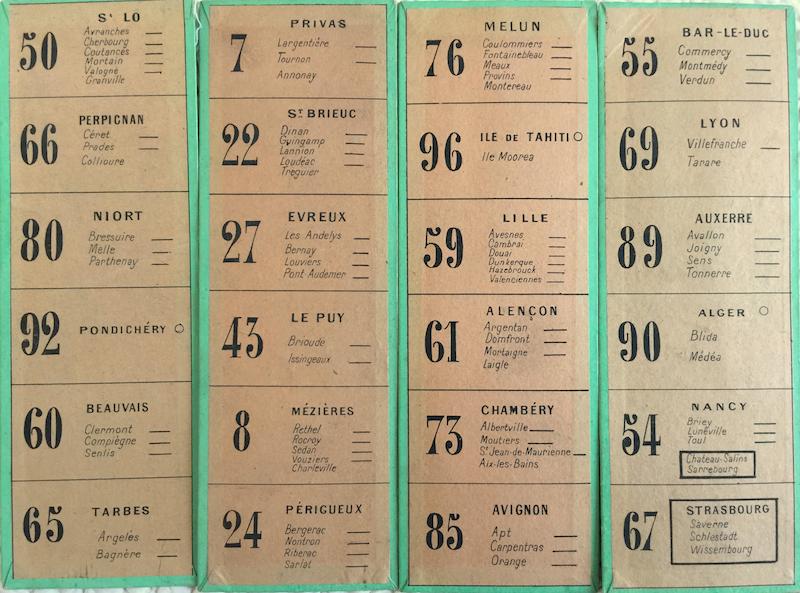 50
St LO
Avranches
Cherbourg
Coutances
Mortain
Valogne
Granville
66
PERPIGNAN
Céret
Prades
Collioure
80
NIORT
Bressuire
Melle
Parthenay
92
PONDICHÉRY
60
BEAUVAIS
Clermont
Compiègne
Senlis
65
TARBES
Argelès
Bagnère
7
PRIVAS
Largentière
Tournon
Annonay
22
St BRIEUC
Dinan
Guingamp
Lannion
Loudéac
Treguier
27
EVREUX
Les Andelys
Bernay
Louviers
Pont Audemer
43
LE PUY
Brioude
Issingeaux
8
MÉZIÈRES
Rethel
Rocroy
Sedan
Vouziers
Charleville
24
PÉRIGUEUX
Bergerac
Nontron
Riberac
Sarlat
76
MELUN
Coulommiers
Fontainebleau
Meaux
Provins
Montereau
96
ILE DE TAHITI
Ile Moorea
59
LILLE
Avesnes
Cambrai
Douai
Dunkerque
Hazebrouck
Valenciennes
61
ALENÇON
Argentan
Domfront
Mortaigne
Laigle
73
CHAMBÉRY
Albertville
Moutiers
St Jean-de-Maurienne
Aix-les-Bains
85
AVIGNON
Apt
Carpentras
Orange
55
BAR-LE-DUC
Commercy
Montmédy
Verdun
69
LYON
Villefranche
Tarare
89
AUXERRE
Avallon
Joigny
Sens
Tonnerre
90
ALGER
Blida
Médéa
54
NANCY
Briey
Lunéville
Toul
Chateau-Salins
Sarrebourg
67
STRASBOURG
Saverne
Schlestadt
Wissembourg